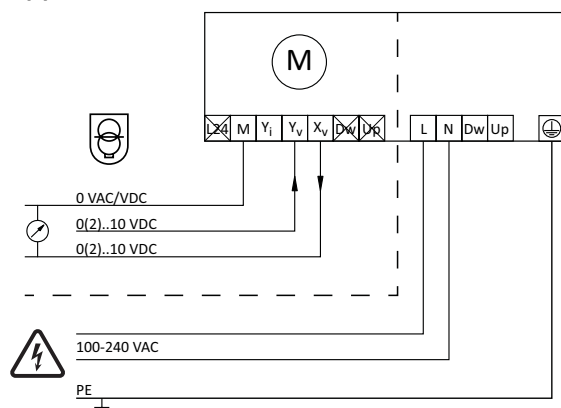 M
L24 M Yi Yv Xv Dw Up L N Dw Up
0 VAC/VDC
0(2)..10 VDC
0(2)..10 VDC
100-240 VAC
PE